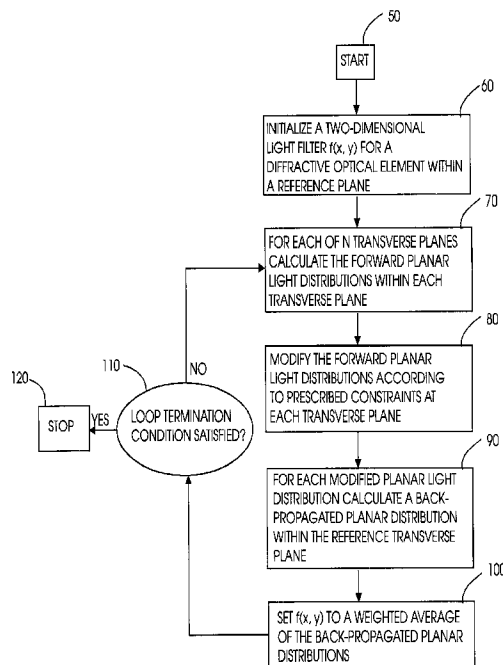 50
START
60
INITIALIZE A TWO-DIMENSIONAL
LIGHT FILTER f(x, y) FOR A
DIFFRACTIVE OPTICAL ELEMENT WITHIN
A REFERENCE PLANE
70
FOR EACH OF N TRANSVERSE PLANES
CALCULATE THE FORWARD PLANAR
LIGHT DISTRIBUTIONS WITHIN EACH
TRANSVERSE PLANE
80
MODIFY THE FORWARD PLANAR
LIGHT DISTRIBUTIONS ACCORDING
TO PRESCRIBED CONSTRAINTS AT
EACH TRANSVERSE PLANE
90
FOR EACH MODIFIED PLANAR LIGHT
DISTRIBUTION CALCULATE A BACK-
PROPAGATED PLANAR DISTRIBUTION
WITHIN THE REFERENCE TRANSVERSE
PLANE
100
SET f(x, y) TO A WEIGHTED AVERAGE
OF THE BACK-PROPAGATED PLANAR
DISTRIBUTIONS
110
LOOP TERMINATION
CONDITION SATISFIED?
NO
YES
120
STOP